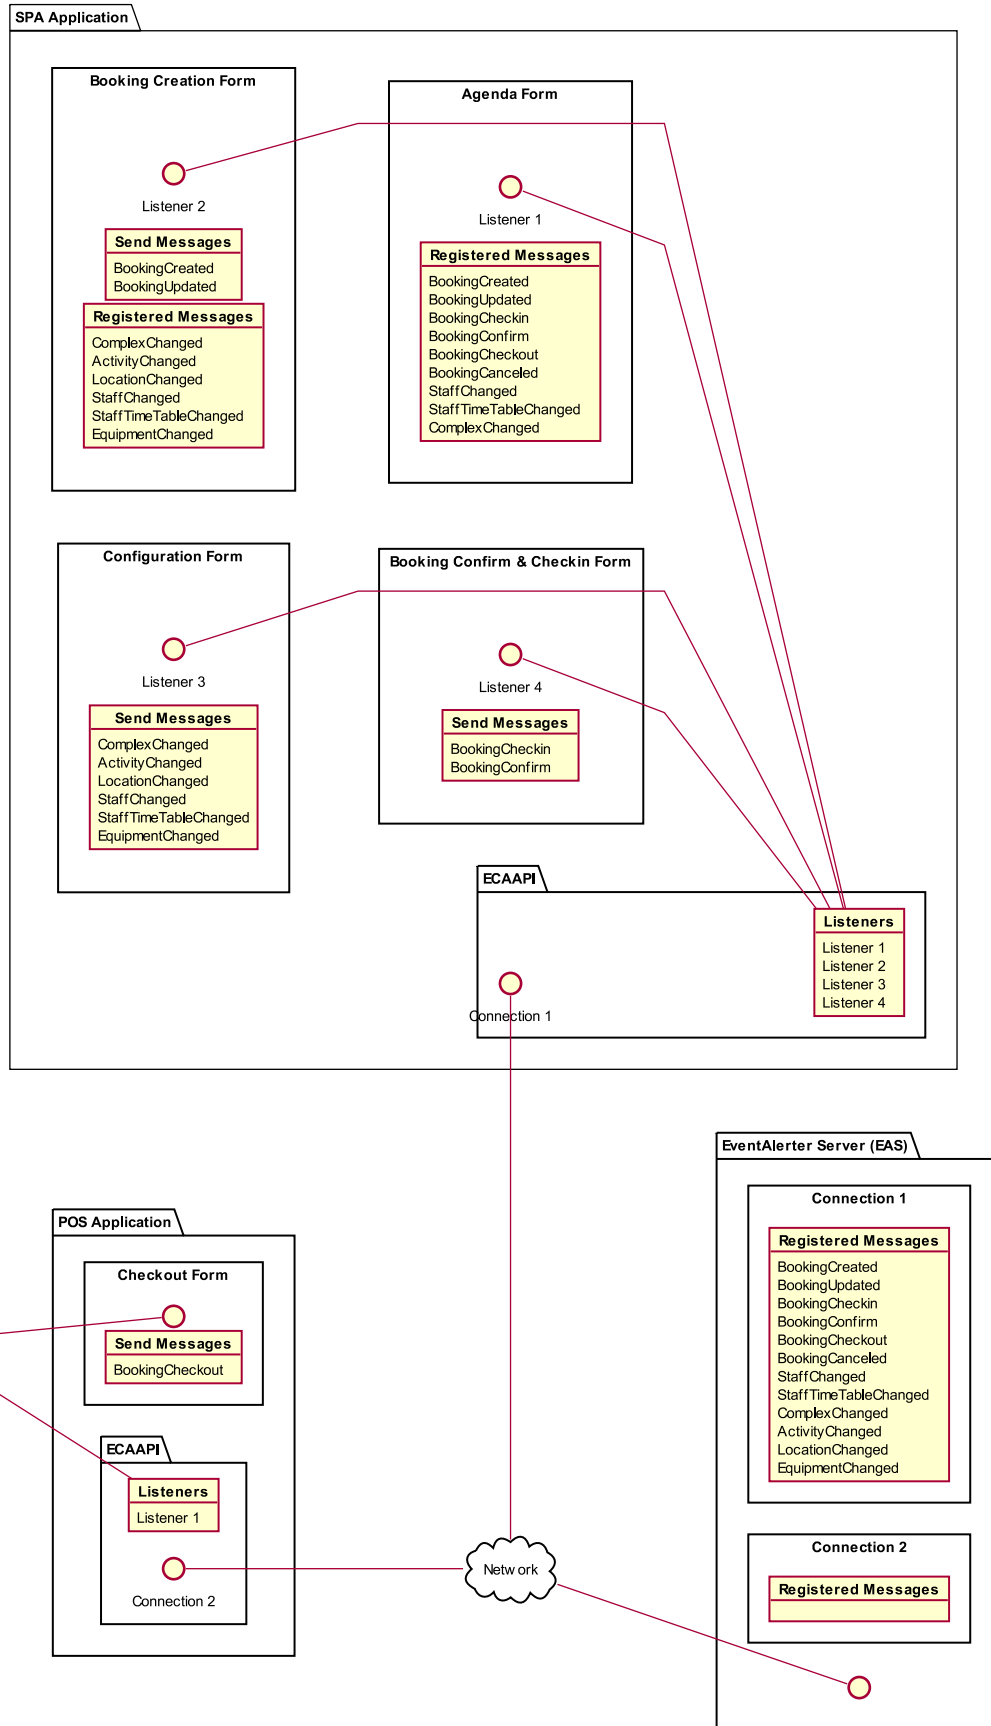 SPA Application
Booking Creation Form
Listener 2
Send Messages
BookingCreated
BookingUpdated
Registered Messages
ComplexChanged
ActivityChanged
LocationChanged
StaffChanged
StaffTimeTableChanged
EquipmentChanged
Agenda Form
Listener 1
Registered Messages
BookingCreated
BookingUpdated
BookingCheckin
BookingConfirm
BookingCheckout
BookingCanceled
StaffChanged
StaffTimeTableChanged
ComplexChanged
Configuration Form
Listener 3
Send Messages
ComplexChanged
ActivityChanged
LocationChanged
StaffChanged
StaffTimeTableChanged
EquipmentChanged
Booking Confirm & Checkin Form
Listener 4
Send Messages
BookingCheckin
BookingConfirm
ECAAPI
Connection 1
Listeners
Listener 1
Listener 2
Listener 3
Listener 4
POS Application
Checkout Form
Send Messages
BookingCheckout
ECAAPI
Listeners
Listener 1
Connection 2
Network
EventAlerter Server (EAS)
Connection 1
Registered Messages
BookingCreated
BookingUpdated
BookingCheckin
BookingConfirm
BookingCheckout
BookingCanceled
StaffChanged
StaffTimeTableChanged
ComplexChanged
ActivityChanged
LocationChanged
EquipmentChanged
Connection 2
Registered Messages